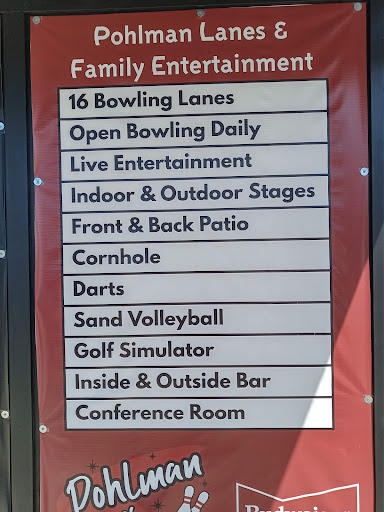 Pohlman Lanes &
Family Entertainment
16 Bowling Lanes
Open Bowling Daily
Live Entertainment
Indoor & Outdoor Stages
Front & Back Patio
Cornhole
Darts
Sand Volleyball
Golf Simulator
Inside & Outside Bar
Conference Room
Pohlman